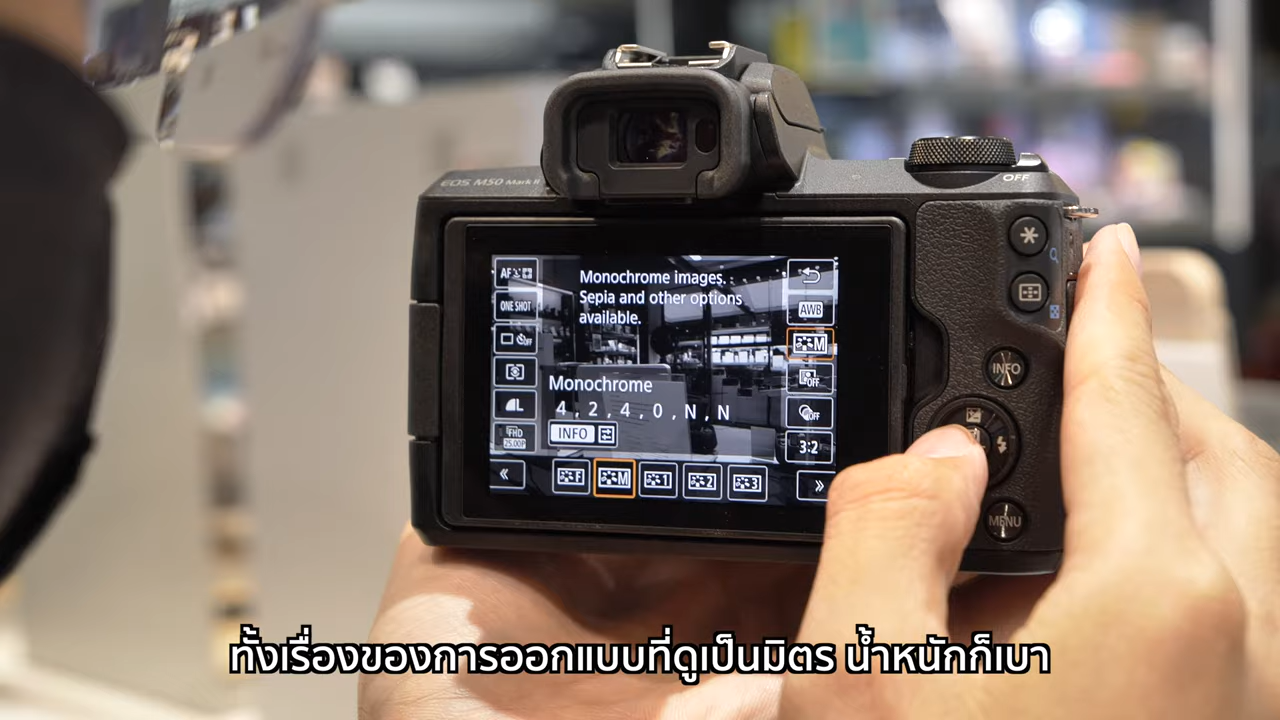 EOS M50 Mark II
OFF
AF
Monochrome images.
Sepia and other options
available.
ONE SHOT
AWB
OFF
M
INFO
OFF
Monochrome
L
4,2,4,0,N,N
OFF
FHD
25.00P
INFO
3:2
F
M
1
2
3
MENU
ทั้งเรื่องของการออกแบบที่ดูเป็นมิตร น้ำหนักก็เบา